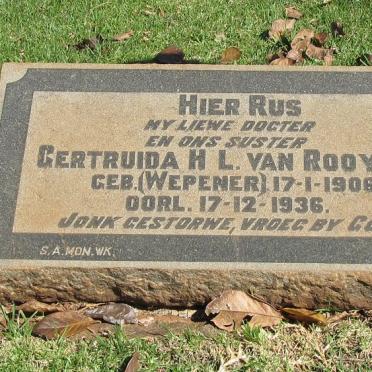 HIER RUS
MY LIEWE DOGTER
EN ONS SUSTER
GERTRUIDA H L. VAN ROOY
GEB. (WEPENER) 17-1-1906
OORL. 17-12-1936.
JONK GESTORWE, VROEG BY
S.A. MON. WK.